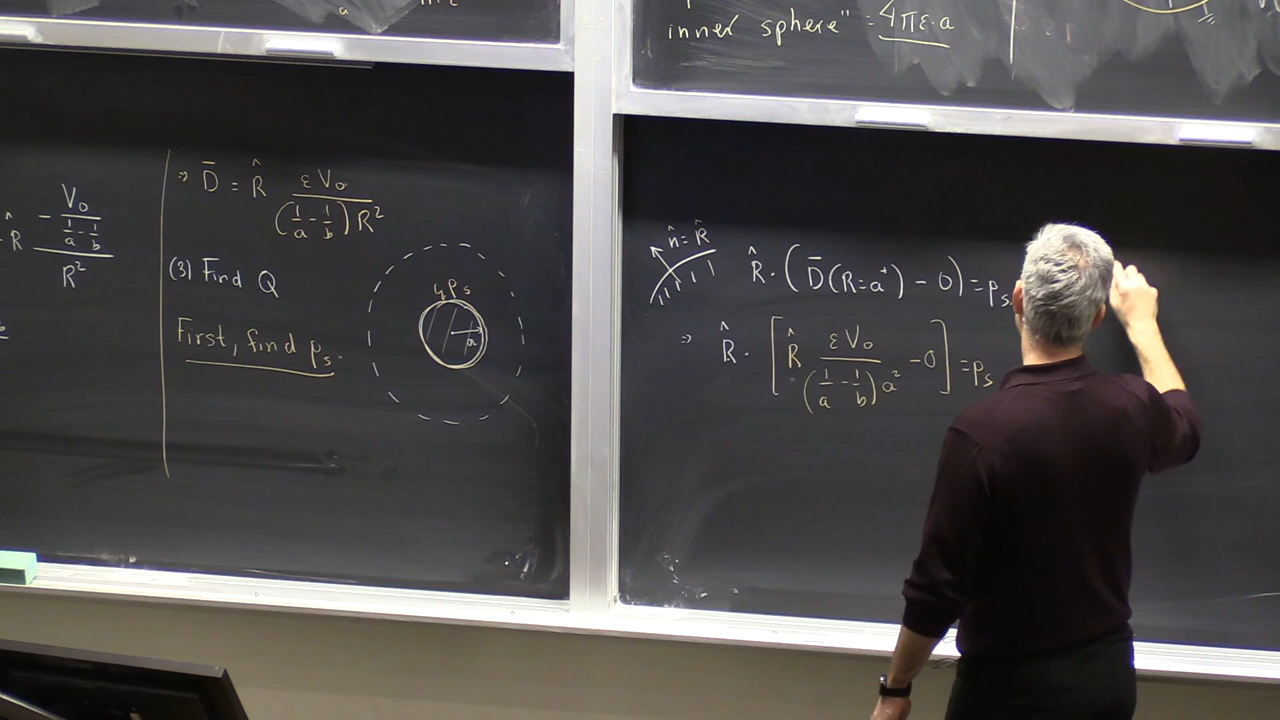 inner sphere" = 4πε·a
R̂ - V₀ / (1/a - 1/b) / R²
⇒ D̄ = R̂ εV₀ / (1/a - 1/b)R²
(3) Find Q
First, find ρs.
ρs
a
n̂ = R̂
R̂ · (D̄(R=a⁺) - 0) = ρs
⇒ R̂ · [R̂ εV₀ / (1/a - 1/b)a² - 0] = ρs